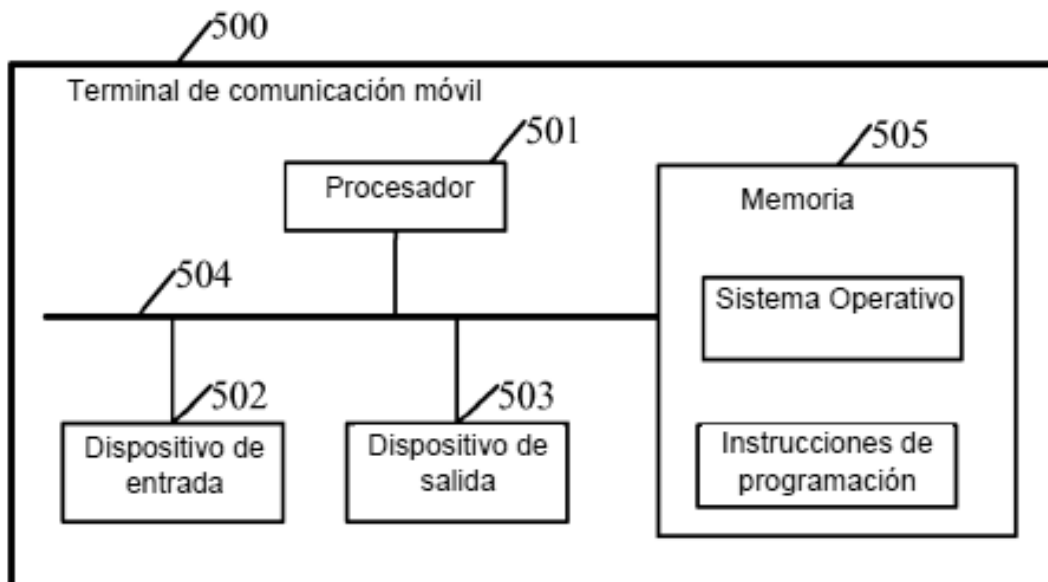 500
Terminal de comunicación móvil
501
Procesador
505
Memoria
504
Sistema Operativo
502
Dispositivo de
entrada
503
Dispositivo de
salida
Instrucciones de
programación